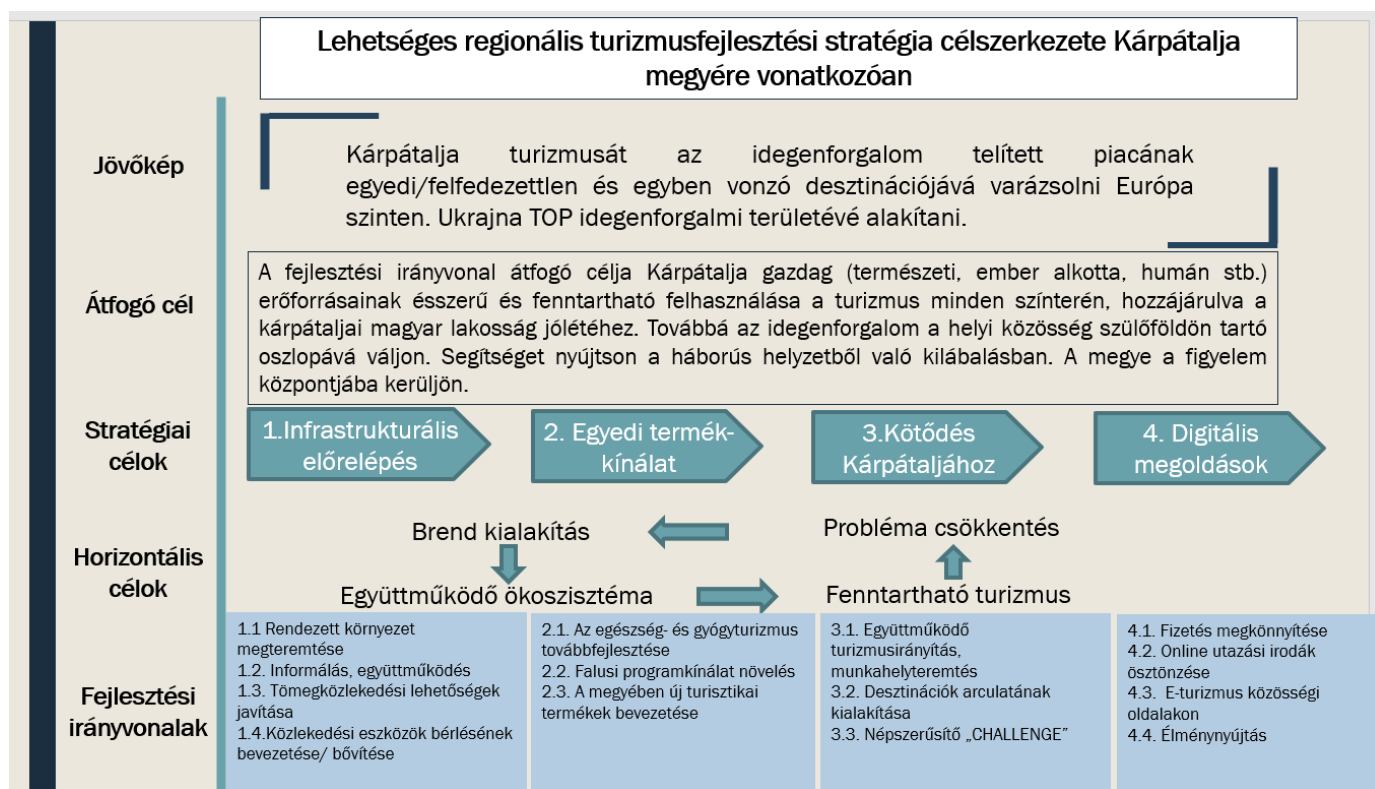 Lehetséges regionális turizmusfejlesztési stratégia célszerkezete Kárpátalja
megyére vonatkozóan
Jövőkép
Kárpátalja turizmusát az idegenforgalom telített piacának
egyedi/felfedezettlen és egyben vonzó desztinációjává varázsolni Európa
szinten. Ukrajna TOP idegenforgalmi területévé alakítani.
Átfogó cél
A fejlesztési irányvonal átfogó célja Kárpátalja gazdag (természeti, ember alkotta, humán stb.)
erőforrásainak ésszerű és fenntartható felhasználása a turizmus minden színterén, hozzájárulva a
kárpátaljai magyar lakosság jólétéhez. Továbbá az idegenforgalom a helyi közösség szülőföldön tartó
oszlopává váljon. Segítséget nyújtson a háborús helyzetből való kilábalásban. A megye a figyelem
központjába kerüljön.
Stratégiai
célok
1.Infrastrukturális
előrelépés
2. Egyedi termék-
kínálat
3.Kötődés
Kárpátaljához
4. Digitális
megoldások
Horizontális
célok
Brend kialakítás
Probléma csökkentés
Együttműködő ökoszisztéma
Fenntartható turizmus
Fejlesztési
irányvonalak
1.1 Rendezett környezet
megteremtése
1.2. Informálás, együttműködés
1.3. Tömegközlekedési lehetőségek
javítása
1.4.Közlekedési eszközök bérlésének
bevezetése/ bővítése
2.1. Az egészség- és gyógyturizmus
továbbfejlesztése
2.2. Falusi programkínálat növelés
2.3. A megyében új turisztikai
termékek bevezetése
3.1. Együttműködő
turizmusirányítás,
munkahelyteremtés
3.2. Desztinációk arculatának
kialakítása
3.3. Népszerűsítő „CHALLENGE”
4.1. Fizetés megkönnyítése
4.2. Online utazási irodák
ösztönzése
4.3. E-turizmus közösségi
oldalakon
4.4. Élménynyújtás